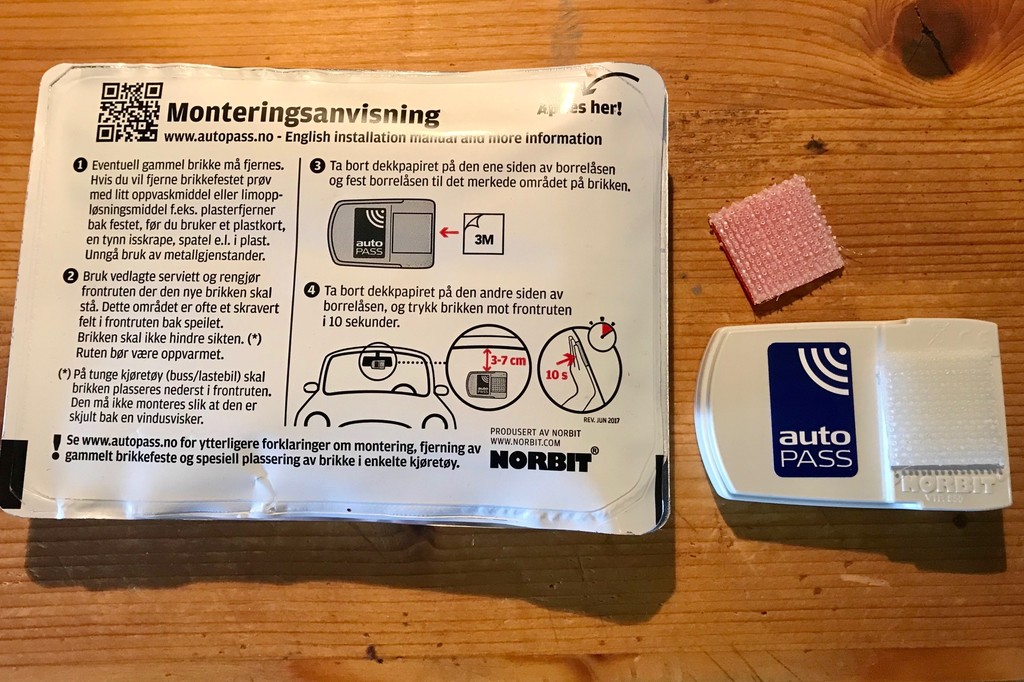 Monteringsanvisning
Apnes her!
www.autopass.no - English installation manual and more information
1 Eventuell gammel brikke må fjernes.
Hvis du vil fjerne brikkefestet prøv
med litt oppvaskmiddel eller limopp-
løsningsmiddel f.eks. plasterfjerner
bak festet, før du bruker et plastkort,
en tynn isskrape, spatel e.l. i plast.
Unngå bruk av metallgjenstander.
2 Bruk vedlagte serviett og rengjør
frontruten der den nye brikken skal
stå. Dette området er ofte et skravert
felt i frontruten bak speilet.
Brikken skal ikke hindre sikten. (*)
Ruten bør være oppvarmet.
(*) På tunge kjøretøy (buss/lastebil) skal
brikken plasseres nederst i frontruten.
Den må ikke monteres slik at den er
skjult bak en vindusvisker.
3 Ta bort dekkpapiret på den ene siden av borrelåsen
og fest borrelåsen til det merkede området på brikken.
auto
PASS
3M
4 Ta bort dekkpapiret på den andre siden av
borrelåsen, og trykk brikken mot frontruten
i 10 sekunder.
3-7 cm
auto
PASS
10 s
REV. JUN 2017
! Se www.autopass.no for ytterligere forklaringer om montering, fjerning av
gammelt brikkefeste og spesiell plassering av brikke i enkelte kjøretøy.
PRODUSERT AV NORBIT
WWW.NORBIT.COM
NORBIT®
auto
PASS
NORBIT